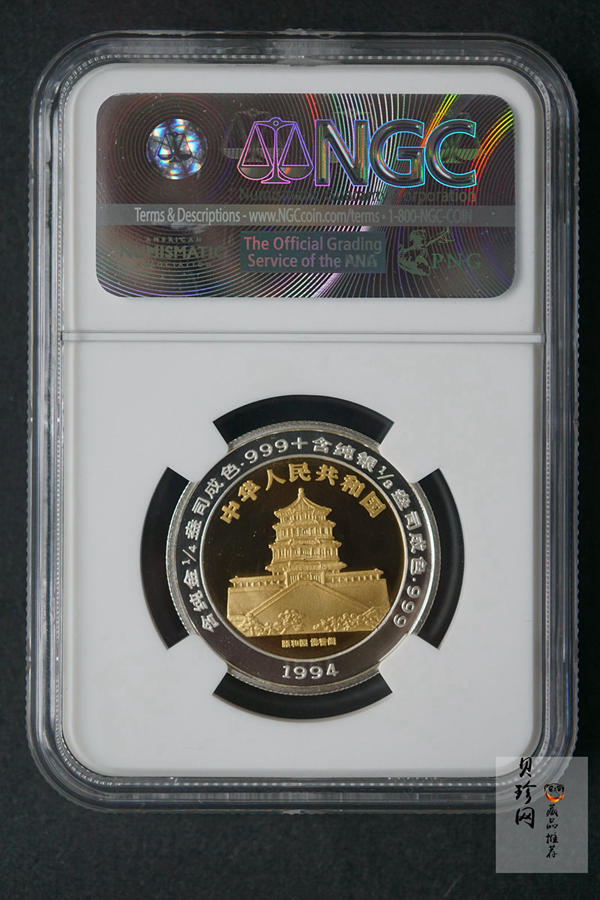 NGC
Numismatic Guaranty Corporation
Terms & Descriptions - www.NGCcoin.com/terms - 1-800-NGC-COIN
AMERICAN
NUMISMATIC
The Official Grading
Service of the ANA
PNG
含纯金1/4盎司成色·999+含纯银1/8盎司成色·999
中华人民共和国
颐和园 佛香阁
1994
贝珍网
藏品推荐